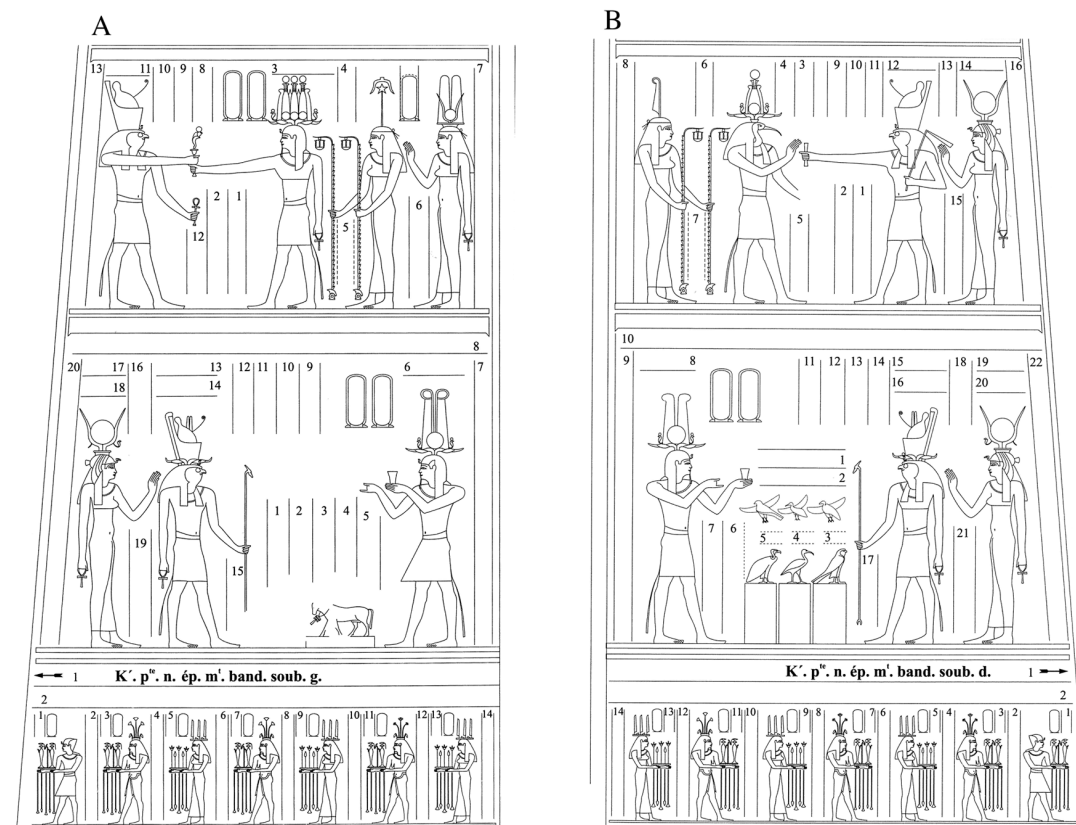 A
13 11 10 9 8 3 4 7
2 1 6
5
12
8
20 17 16 13 12 11 10 9 6 7
18 14
1 2 3 4 5
19
15
1 K´. pᵗᵉ. n. ép. mᵗ. band. soub. g.
2
1 2 3 4 5 6 7 8 9 10 11 12 13 14
B
8 6 4 3 9 10 11 12 13 14 16
2 1 15
7 5
10
9 8 11 12 13 14 15 18 19 22
16 20
1
2
7 6 5 4 3 21
17
K´. pᵗᵉ. n. ép. mᵗ. band. soub. d. 1
2
14 13 12 11 10 9 8 7 6 5 4 3 2 1